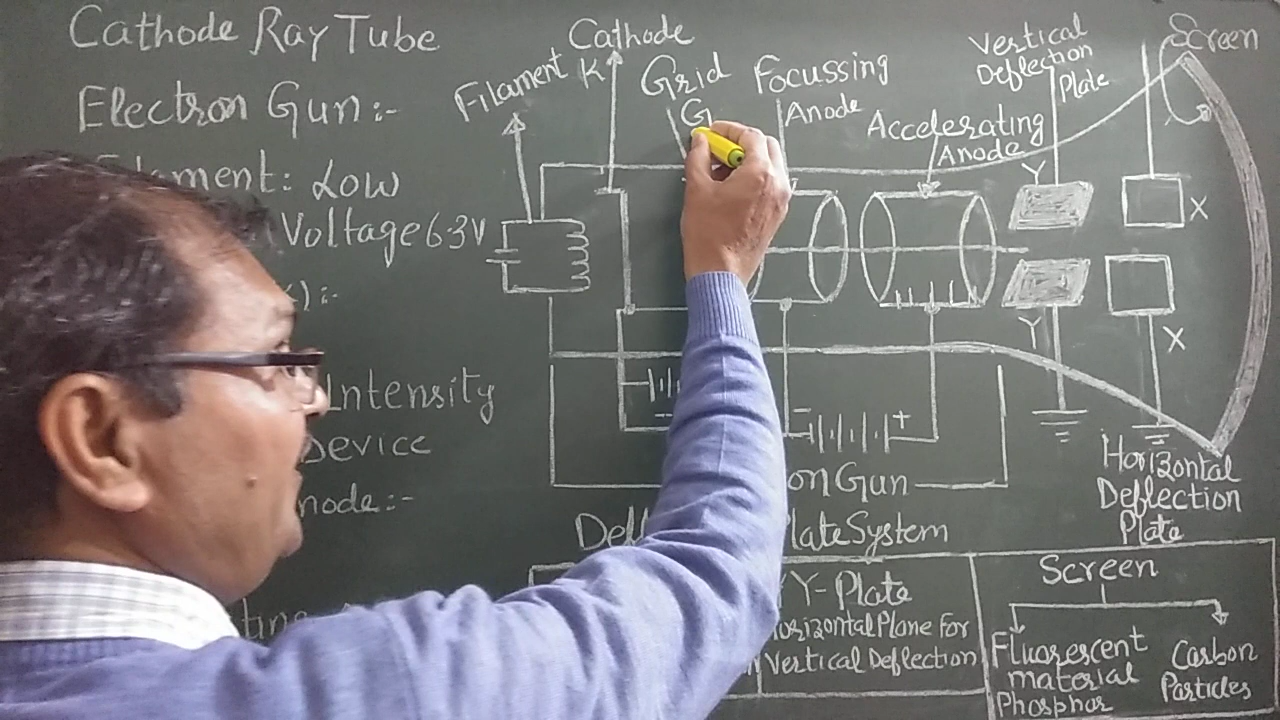 Cathode Ray Tube
Electron Gun :-
Filament: Low
Voltage 6.3V
) :-
Intensity
Device
node :-
Filament
Cathode
K
Grid
G
Focussing
Anode
Accelerating
Anode
Vertical
Deflection
Plate
Screen
Y
X
Y
X
- +
on Gun
Horizontal
Deflection
Plate
Plate System
Y-Plate
Horizontal Plane For
Vertical Deflection
Screen
Fluorescent
material
Phosphor
Carbon
Particles